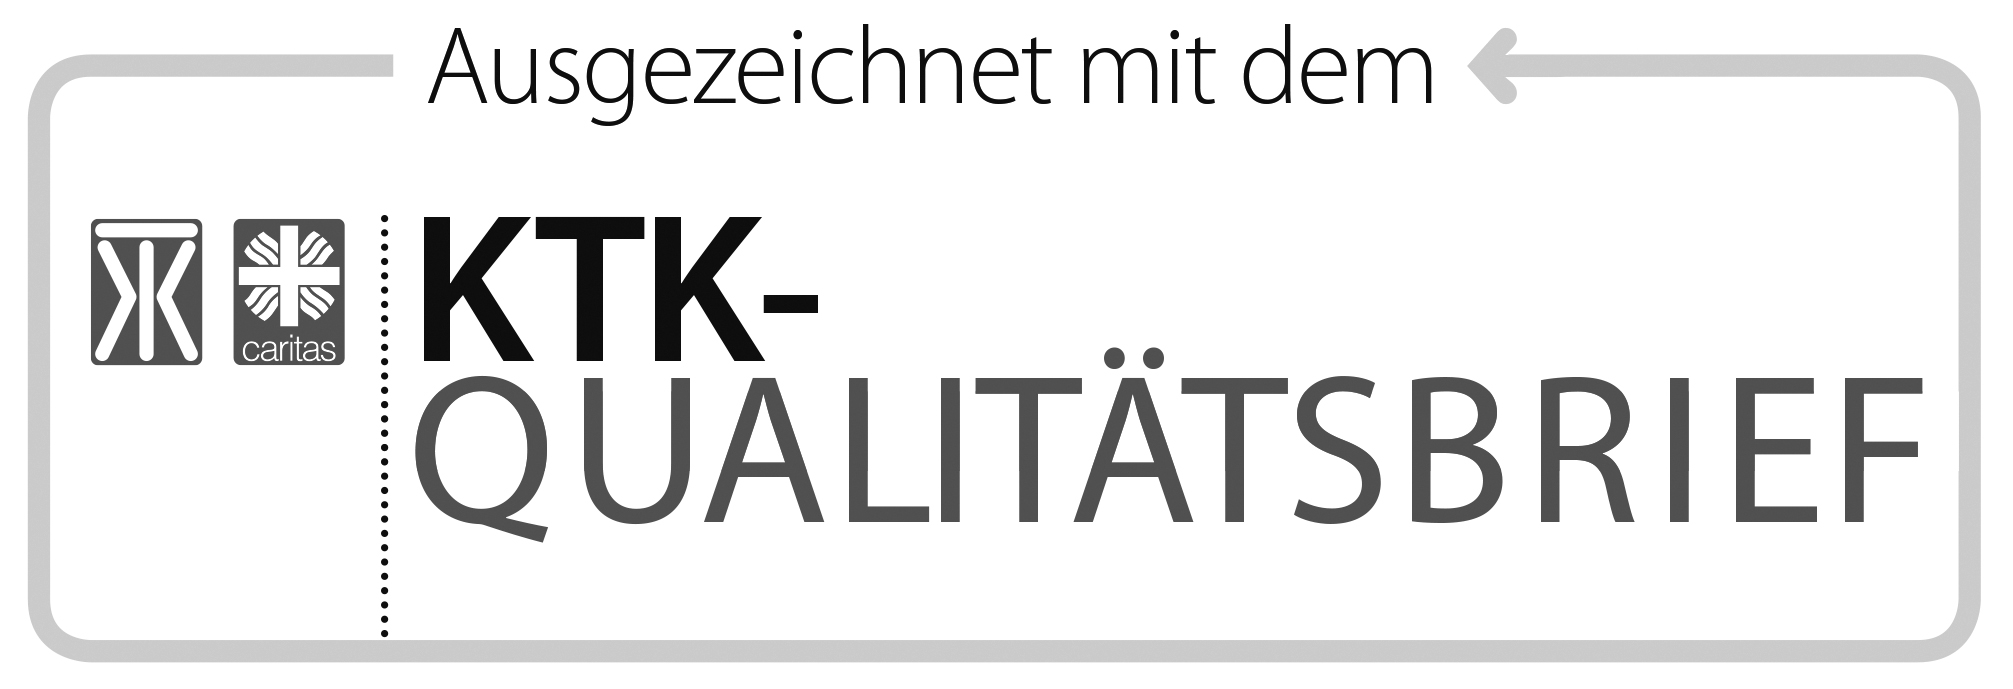 Ausgezeichnet mit dem
caritas
KTK-
QUALITÄTSBRIEF